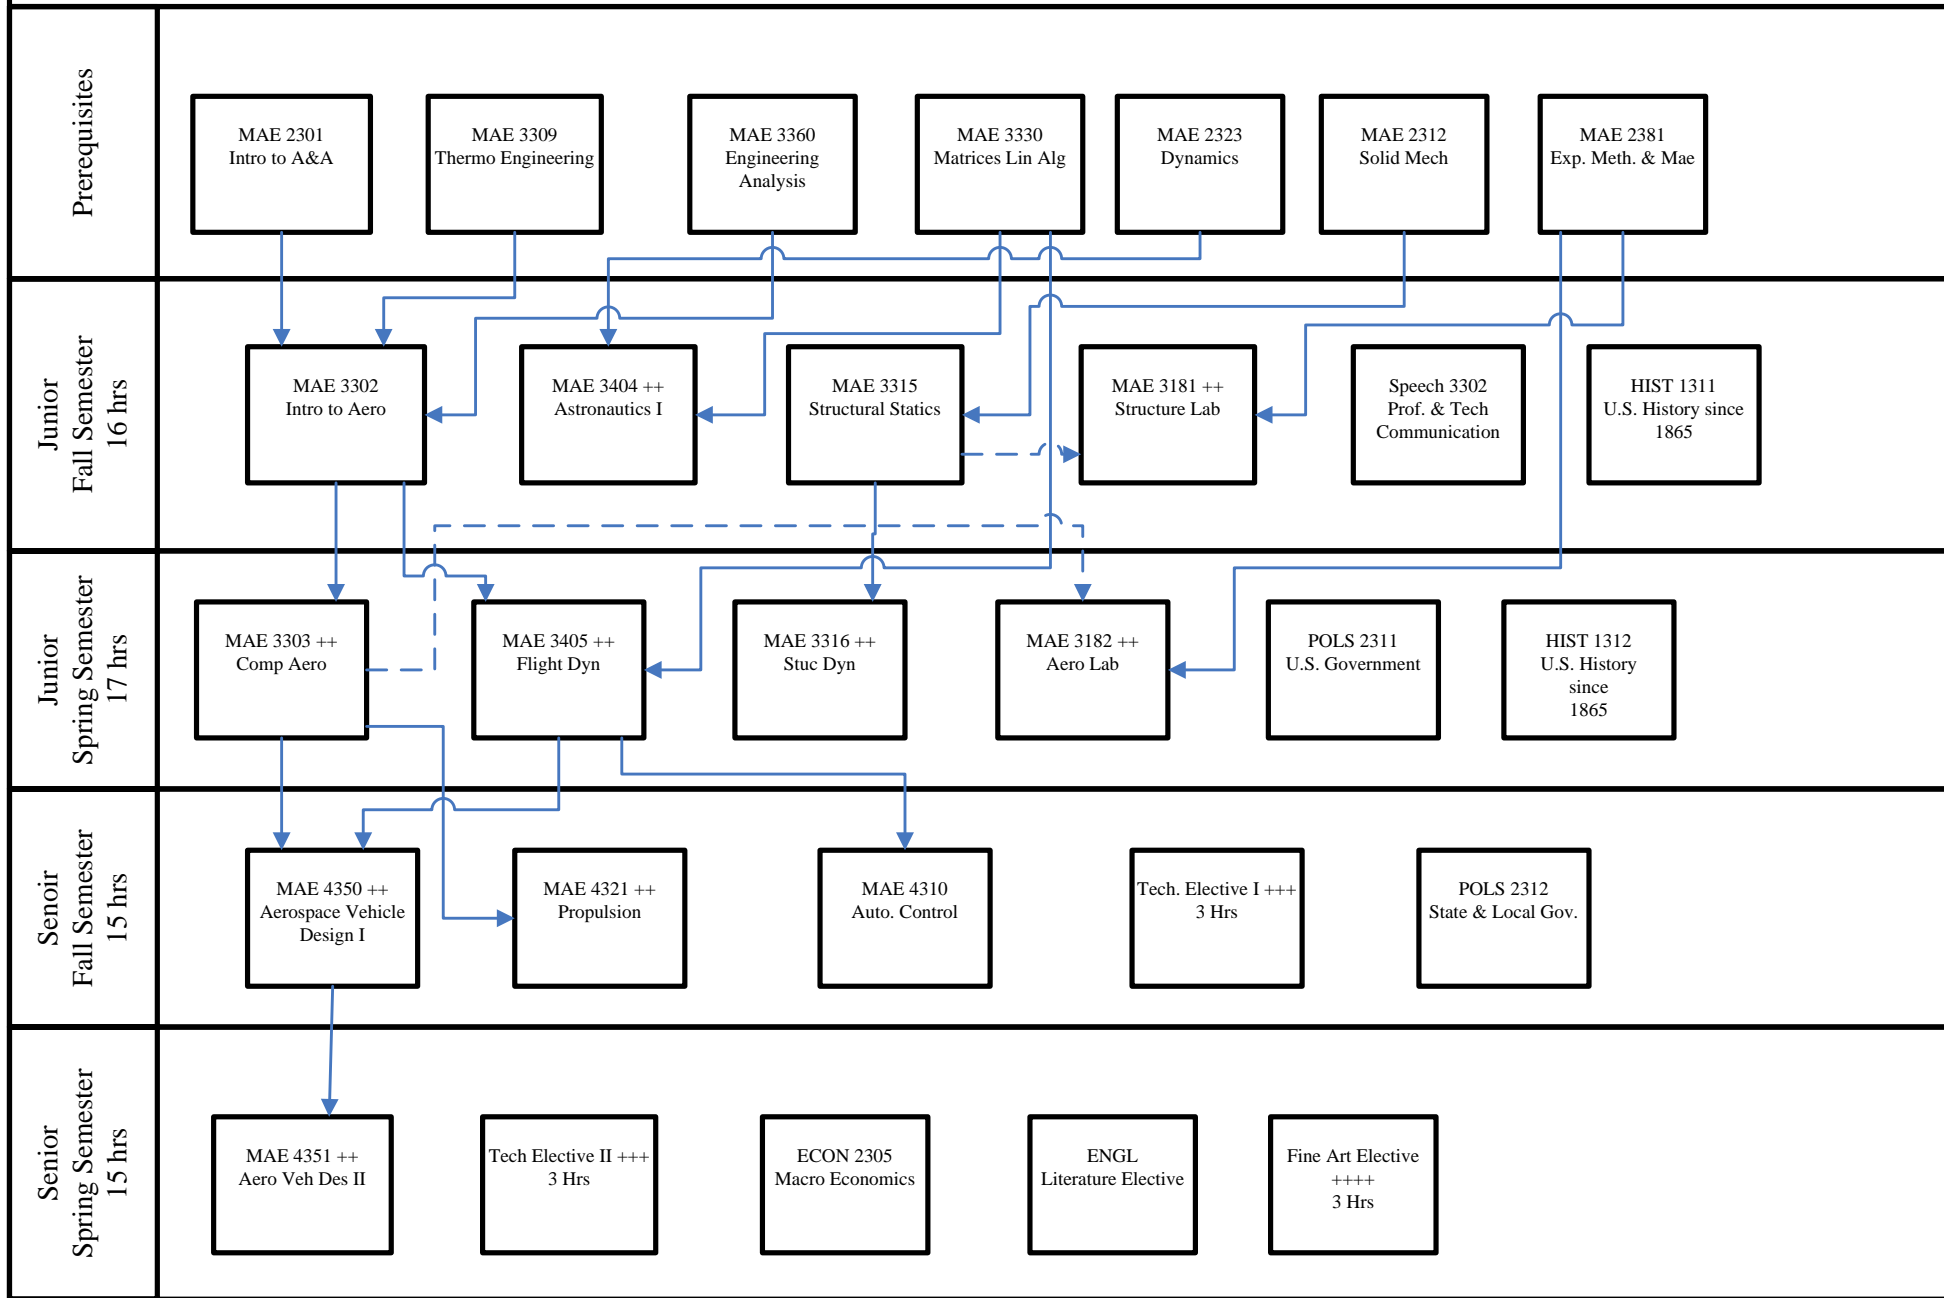 Prerequisites
MAE 2301
Intro to A&A
MAE 3309
Thermo Engineering
MAE 3360
Engineering
Analysis
MAE 3330
Matrices Lin Alg
MAE 2323
Dynamics
MAE 2312
Solid Mech
MAE 2381
Exp. Meth. & Mae
Junior
Fall Semester
16 hrs
MAE 3302
Intro to Aero
MAE 3404 ++
Astronautics I
MAE 3315
Structural Statics
MAE 3181 ++
Structure Lab
Speech 3302
Prof. & Tech
Communication
HIST 1311
U.S. History since
1865
Junior
Spring Semester
17 hrs
MAE 3303 ++
Comp Aero
MAE 3405 ++
Flight Dyn
MAE 3316 ++
Stuc Dyn
MAE 3182 ++
Aero Lab
POLS 2311
U.S. Government
HIST 1312
U.S. History
since
1865
Senoir
Fall Semester
15 hrs
MAE 4350 ++
Aerospace Vehicle
Design I
MAE 4321 ++
Propulsion
MAE 4310
Auto. Control
Tech. Elective I +++
3 Hrs
POLS 2312
State & Local Gov.
Senior
Spring Semester
15 hrs
MAE 4351 ++
Aero Veh Des II
Tech Elective II +++
3 Hrs
ECON 2305
Macro Economics
ENGL
Literature Elective
Fine Art Elective
++++
3 Hrs